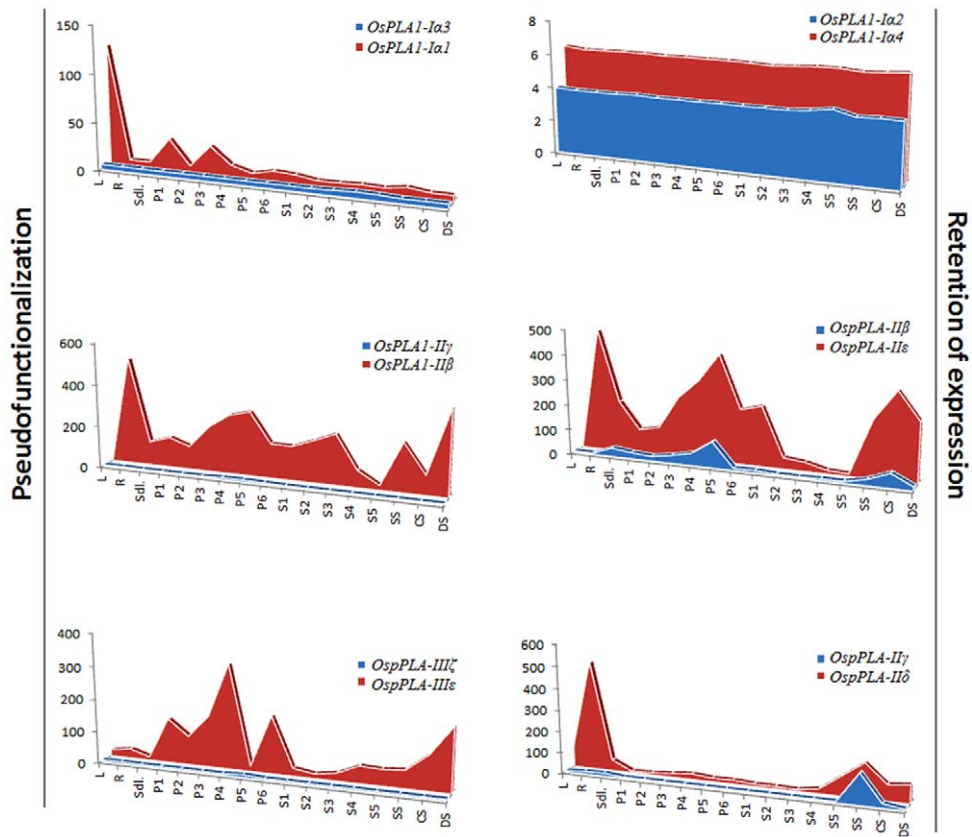 Pseudofunctionalization
150
100
50
0
OsPLA1-Iα3
OsPLA1-Iα1
L R Sdl. P1 P2 P3 P4 P5 P6 S1 S2 S3 S4 S5 SS CS DS
600
400
200
0
OsPLA1-IIγ
OsPLA1-IIβ
L R Sdl. P1 P2 P3 P4 P5 P6 S1 S2 S3 S4 S5 SS CS DS
400
300
200
100
0
OspPLA-IIIζ
OspPLA-IIIε
L R P1 P2 P3 P4 P5 P6 S1 S2 S3 S4 S5 SS CS DS
8
6
4
2
0
OsPLA1-Iα2
OsPLA1-Iα4
L R Sdl. P1 P2 P3 P4 P5 P6 S1 S2 S3 S4 S5 SS CS DS
500
400
300
200
100
0
OspPLA-IIβ
OspPLA-IIε
L R Sdl. P1 P2 P3 P4 P5 P6 S1 S2 S3 S4 S5 SS CS DS
600
500
400
300
200
100
0
OspPLA-IIγ
OspPLA-IIδ
L R Sdl. P1 P2 P3 P4 P5 P6 S1 S2 S3 S4 S5 SS CS DS
Retention of expression